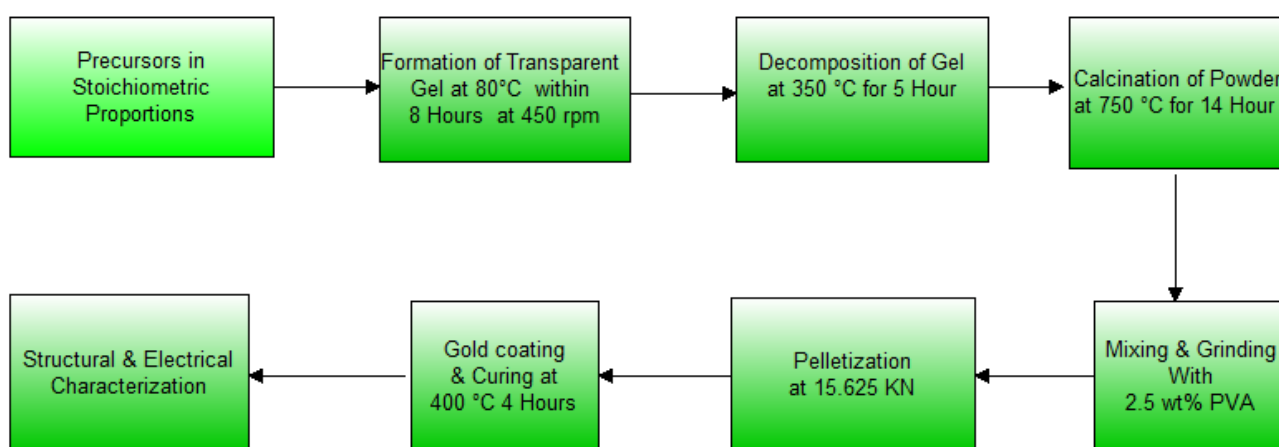 Precursors in
Stoichiometric
Proportions
Formation of Transparent
Gel at 80°C within
8 Hours at 450 rpm
Decomposition of Gel
at 350 °C for 5 Hour
Calcination of Powder
at 750 °C for 14 Hour
Mixing & Grinding
With
2.5 wt% PVA
Pelletization
at 15.625 KN
Gold coating
& Curing at
400 °C 4 Hours
Structural & Electrical
Characterization